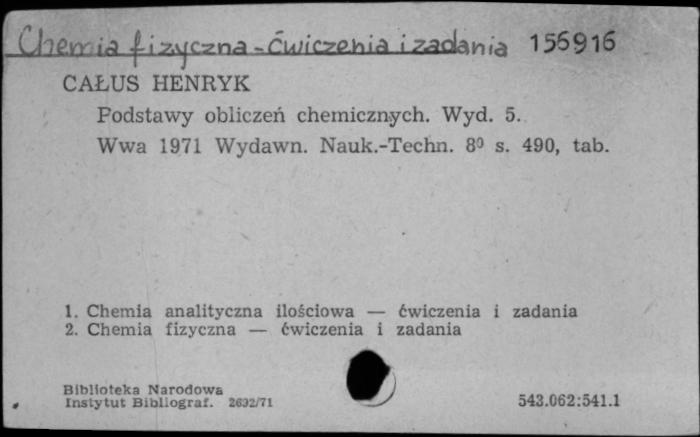 Chemia fizyczna - ćwiczenia i zadania 156916
CAŁUS HENRYK
Podstawy obliczeń chemicznych. Wyd. 5.
Wwa 1971 Wydawn. Nauk.-Techn. 8⁰ s. 490, tab.
1. Chemia analityczna ilościowa — ćwiczenia i zadania
2. Chemia fizyczna — ćwiczenia i zadania
Biblioteka Narodowa
Instytut Bibliograf. 2692/71
543.062:541.1